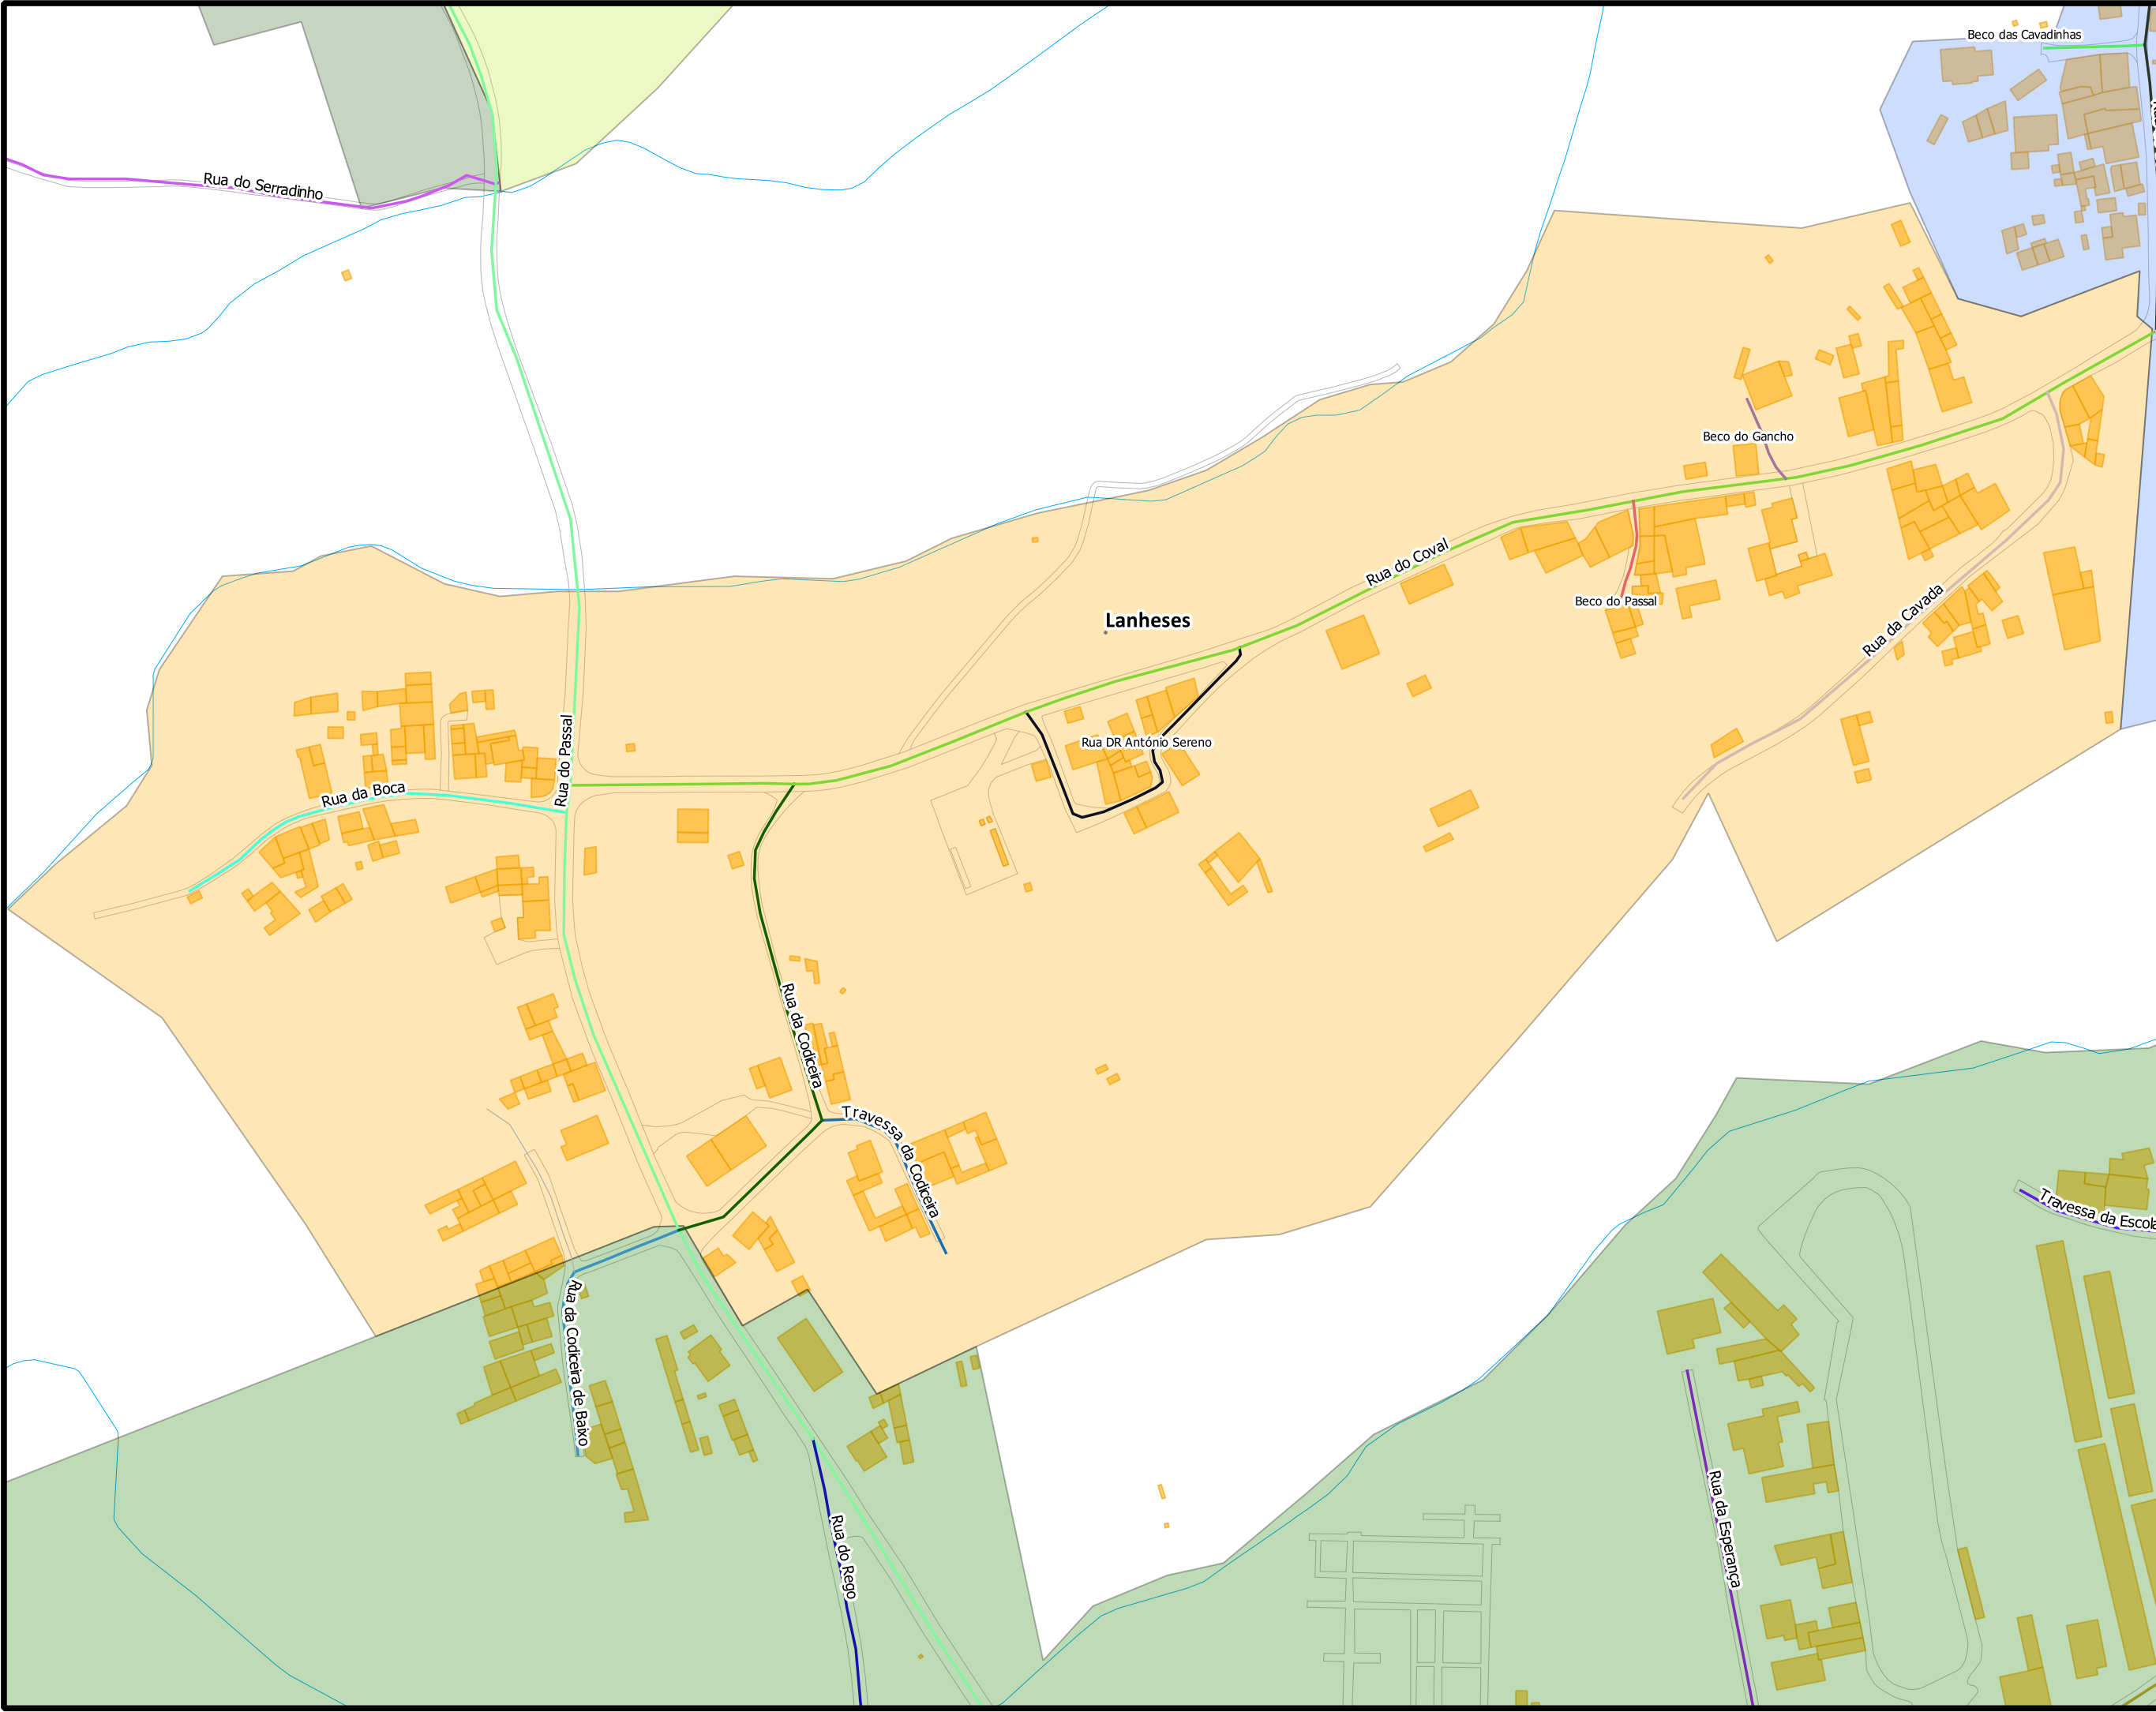 Beco das Cavadinhas
Rua do Serradinho
Beco do Gancho
Rua do Coval
Beco do Passal
Lanheses
Rua da Cavada
Rua do Passal
Rua DR António Sereno
Rua da Boca
Rua da Codiceira
Travessa da Codiceira
Travessa da Escola
Rua da Codiceira de Baixo
Rua da Esperança
Rua do Rego